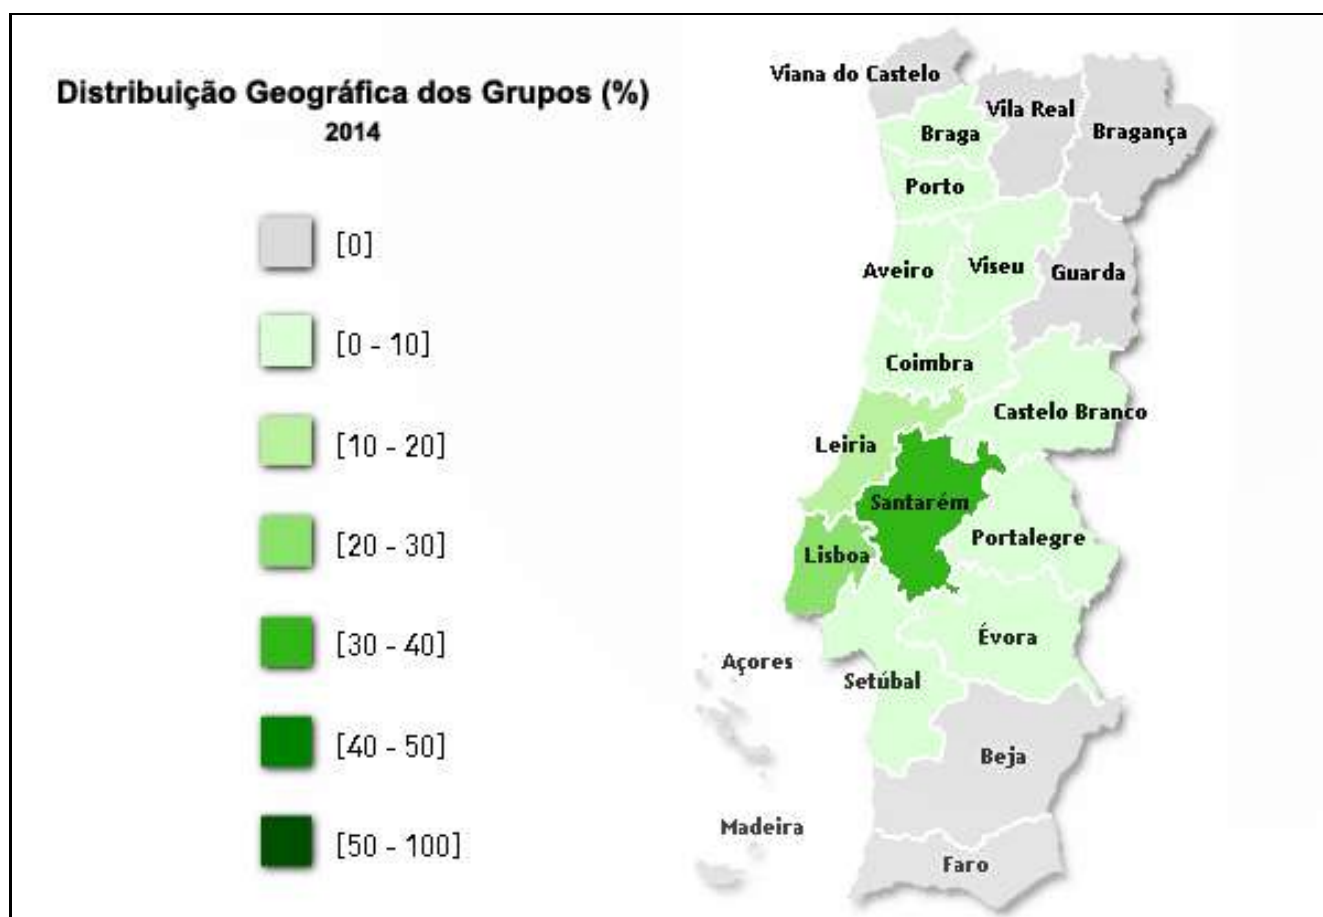 Distribuição Geográfica dos Grupos (%)
2014
[0]
[0 - 10]
[10 - 20]
[20 - 30]
[30 - 40]
[40 - 50]
[50 - 100]
Viana do Castelo
Vila Real
Bragança
Braga
Porto
Aveiro
Viseu
Guarda
Coimbra
Castelo Branco
Leiria
Santarém
Portalegre
Lisboa
Évora
Açores
Setúbal
Beja
Madeira
Faro